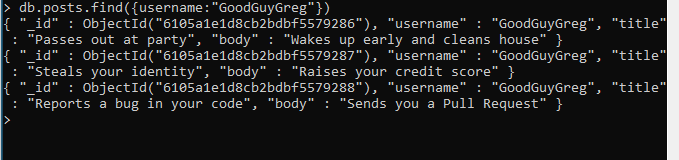 > db.posts.find({username:"GoodGuyGreg"})
{ "_id" : ObjectId("6105a1e1d8cb2bdbf5579286"), "username" : "GoodGuyGreg", "title"
 : "Passes out at party", "body" : "Wakes up early and cleans house" }
{ "_id" : ObjectId("6105a1e1d8cb2bdbf5579287"), "username" : "GoodGuyGreg", "title"
 : "Steals your identity", "body" : "Raises your credit score" }
{ "_id" : ObjectId("6105a1e1d8cb2bdbf5579288"), "username" : "GoodGuyGreg", "title"
 : "Reports a bug in your code", "body" : "Sends you a Pull Request" }
>